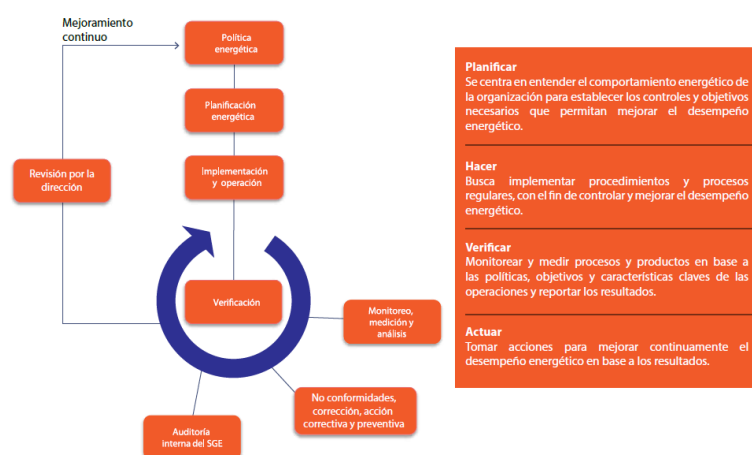 Mejoramiento
continuo
Política
energética
Planificación
energética
Implementación
y operación
Revisión por la
dirección
Verificación
Monitoreo,
medición y
análisis
No conformidades,
corrección, acción
correctiva y preventiva
Auditoría
interna del SGE
Planificar
Se centra en entender el comportamiento energético de
la organización para establecer los controles y objetivos
necesarios que permitan mejorar el desempeño
energético.
Hacer
Busca implementar procedimientos y procesos
regulares, con el fin de controlar y mejorar el desempeño
energético.
Verificar
Monitorear y medir procesos y productos en base a
las políticas, objetivos y características claves de las
operaciones y reportar los resultados.
Actuar
Tomar acciones para mejorar continuamente el
desempeño energético en base a los resultados.